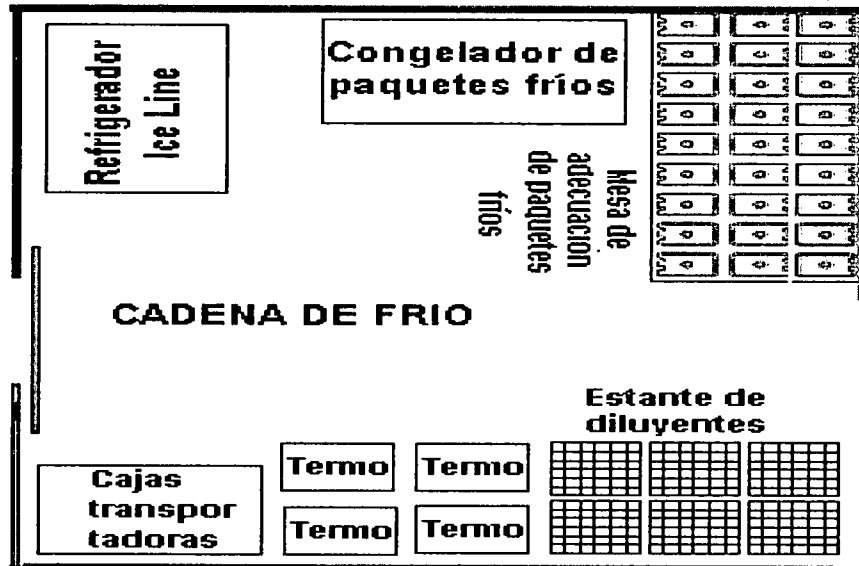 Refrigerador
Ice Line
Congelador de
paquetes fríos
Mesa de
adecuacion
de paquetes
fríos
CADENA DE FRIO
Estante de
diluyentes
Cajas
transpor
tadoras
Termo
Termo
Termo
Termo